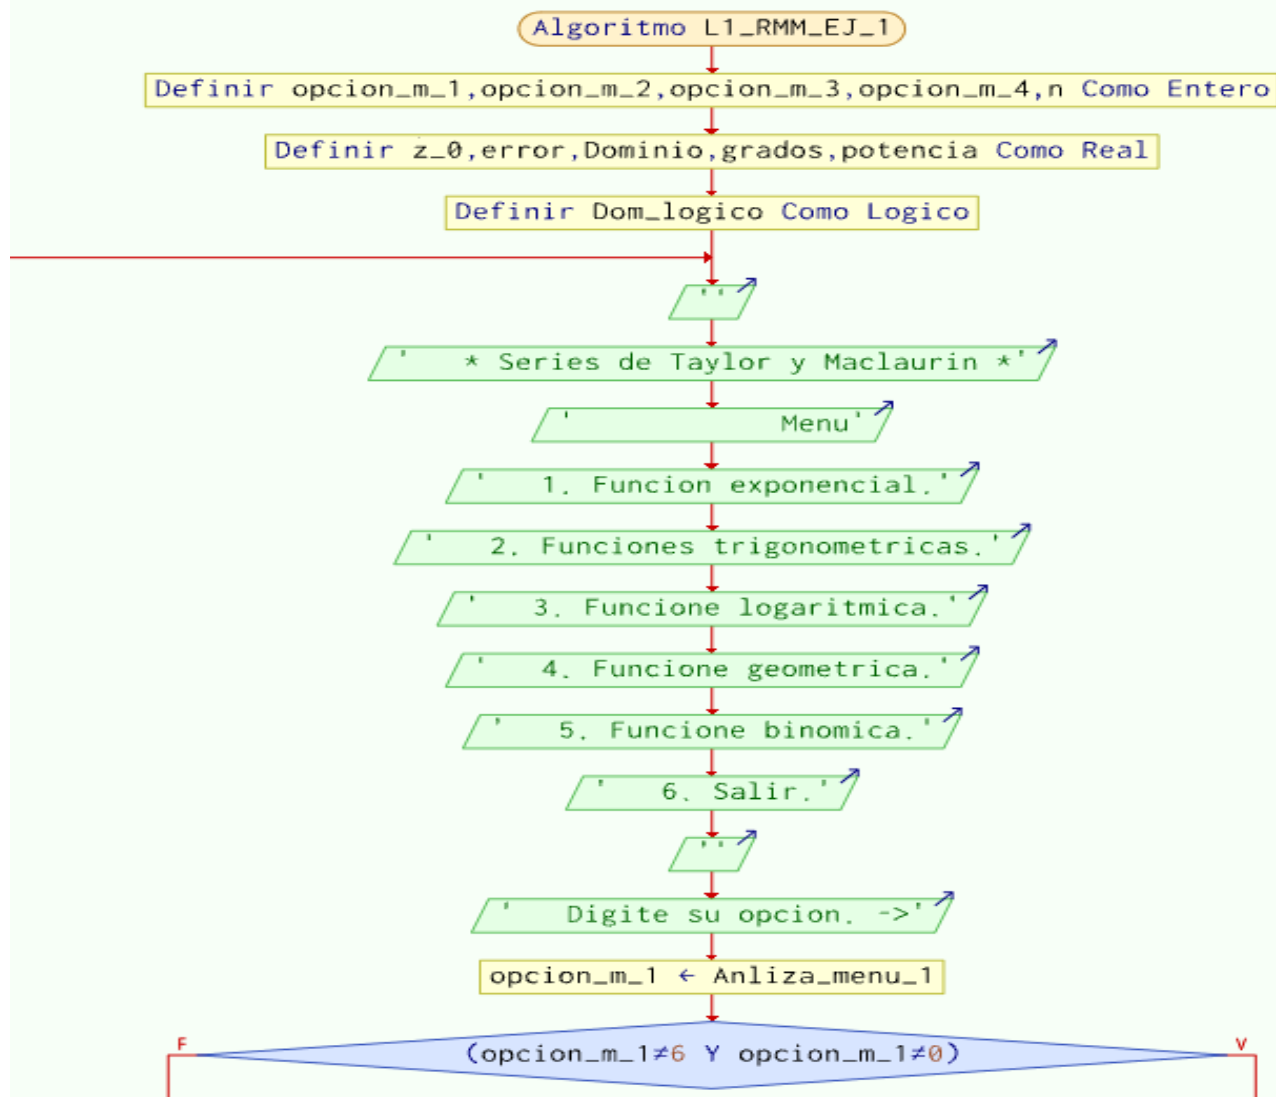 Algoritmo L1_RMM_EJ_1
Definir opcion_m_1,opcion_m_2,opcion_m_3,opcion_m_4,n Como Entero
Definir z_0,error,Dominio,grados,potencia Como Real
Definir Dom_logico Como Logico
''
' * Series de Taylor y Maclaurin *'
' Menu'
' 1. Funcion exponencial.'
' 2. Funciones trigonometricas.'
' 3. Funcione logaritmica.'
' 4. Funcione geometrica.'
' 5. Funcione binomica.'
' 6. Salir.'
''
' Digite su opcion. ->'
opcion_m_1 ← Anliza_menu_1
F (opcion_m_1≠6 Y opcion_m_1≠0) V